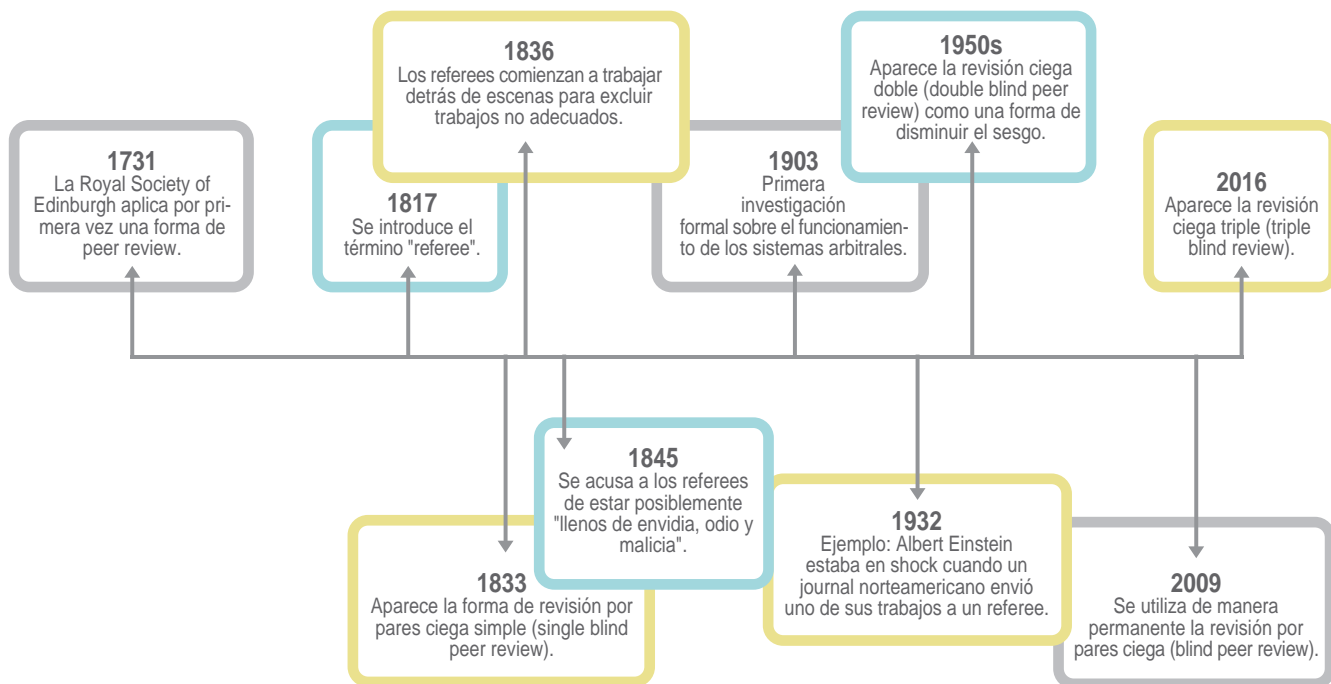 1731
La Royal Society of
Edinburgh aplica por pri-
mera vez una forma de
peer review.
1817
Se introduce el
término "referee".
1836
Los referees comienzan a trabajar
detrás de escenas para excluir
trabajos no adecuados.
1903
Primera
investigación
formal sobre el funcionamien-
to de los sistemas arbitrales.
1950s
Aparece la revisión ciega
doble (double blind peer
review) como una forma de
disminuir el sesgo.
2016
Aparece la revisión
ciega triple (triple
blind review).
1833
Aparece la forma de revisión por
pares ciega simple (single blind
peer review).
1845
Se acusa a los referees
de estar posiblemente
"llenos de envidia, odio y
malicia".
1932
Ejemplo: Albert Einstein
estaba en shock cuando un
journal norteamericano envió
uno de sus trabajos a un referee.
2009
Se utiliza de manera
permanente la revisión por
pares ciega (blind peer review).